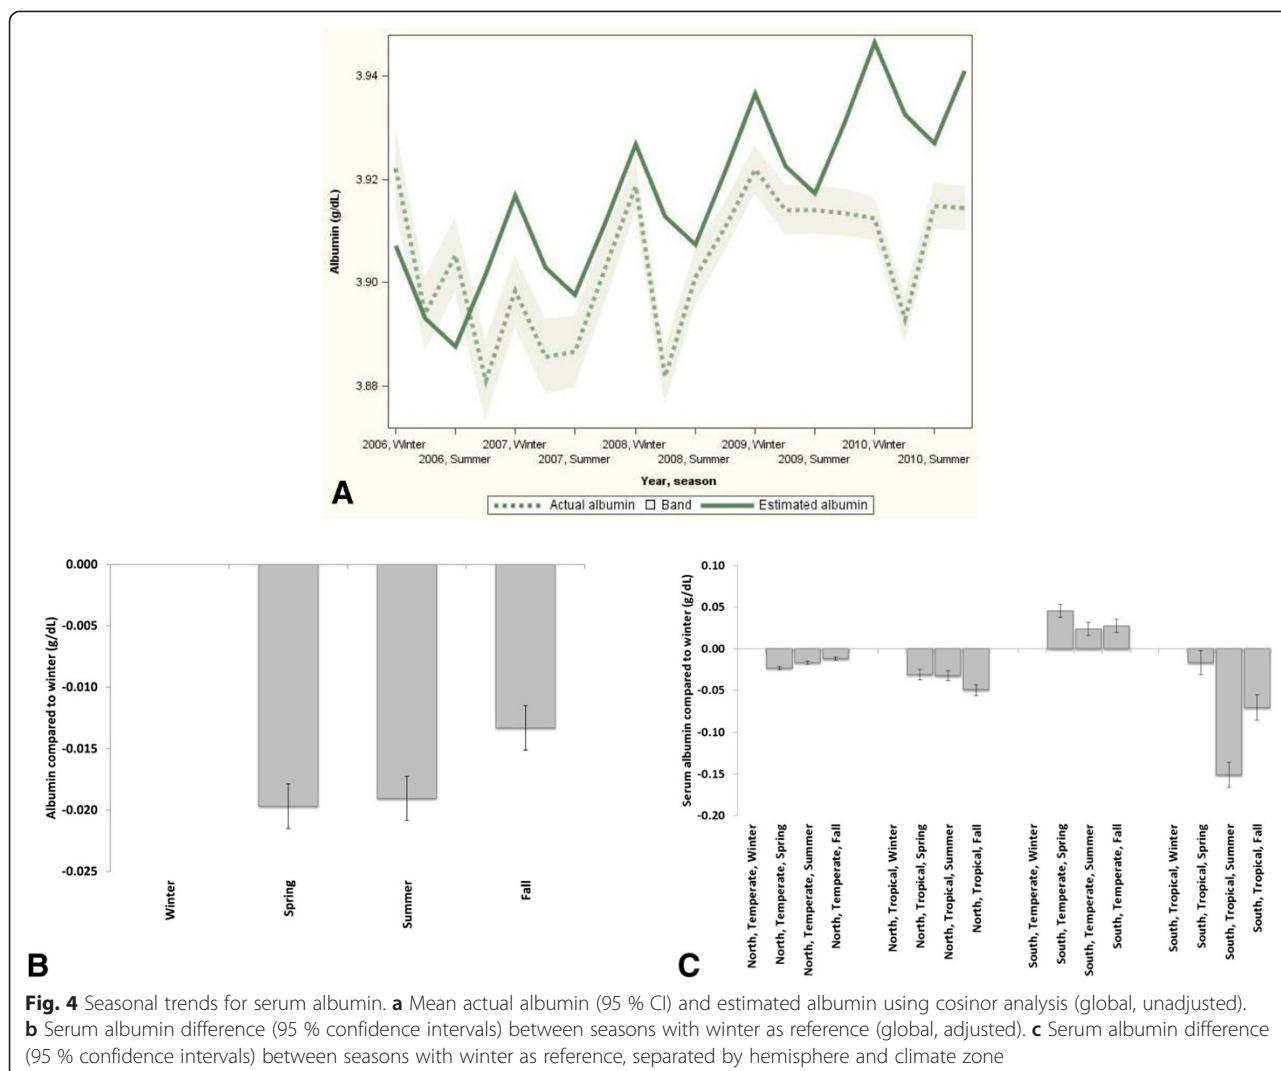 3.94
3.92
3.90
3.88
Albumin (g/dL)
2006, Winter 2007, Winter 2008, Winter 2009, Winter 2010, Winter
2006, Summer 2007, Summer 2008, Summer 2009, Summer 2010, Summer
Year, season
A
Actual albumin Band Estimated albumin
0.000
-0.005
-0.010
-0.015
-0.020
-0.025
Albumin compared to winter (g/dL)
Winter
Spring
Summer
Fall
B
0.10
0.05
0.00
-0.05
-0.10
-0.15
-0.20
Serum albumin compared to winter (g/dL)
North, Temperate, Winter
North, Temperate, Spring
North, Temperate, Summer
North, Temperate, Fall
North, Tropical, Winter
North, Tropical, Spring
North, Tropical, Summer
North, Tropical, Fall
South, Temperate, Winter
South, Temperate, Spring
South, Temperate, Summer
South, Temperate, Fall
South, Tropical, Winter
South, Tropical, Spring
South, Tropical, Summer
South, Tropical, Fall
C
Fig. 4 Seasonal trends for serum albumin. a Mean actual albumin (95 % CI) and estimated albumin using cosinor analysis (global, unadjusted).
b Serum albumin difference (95 % confidence intervals) between seasons with winter as reference (global, adjusted). c Serum albumin difference
(95 % confidence intervals) between seasons with winter as reference, separated by hemisphere and climate zone